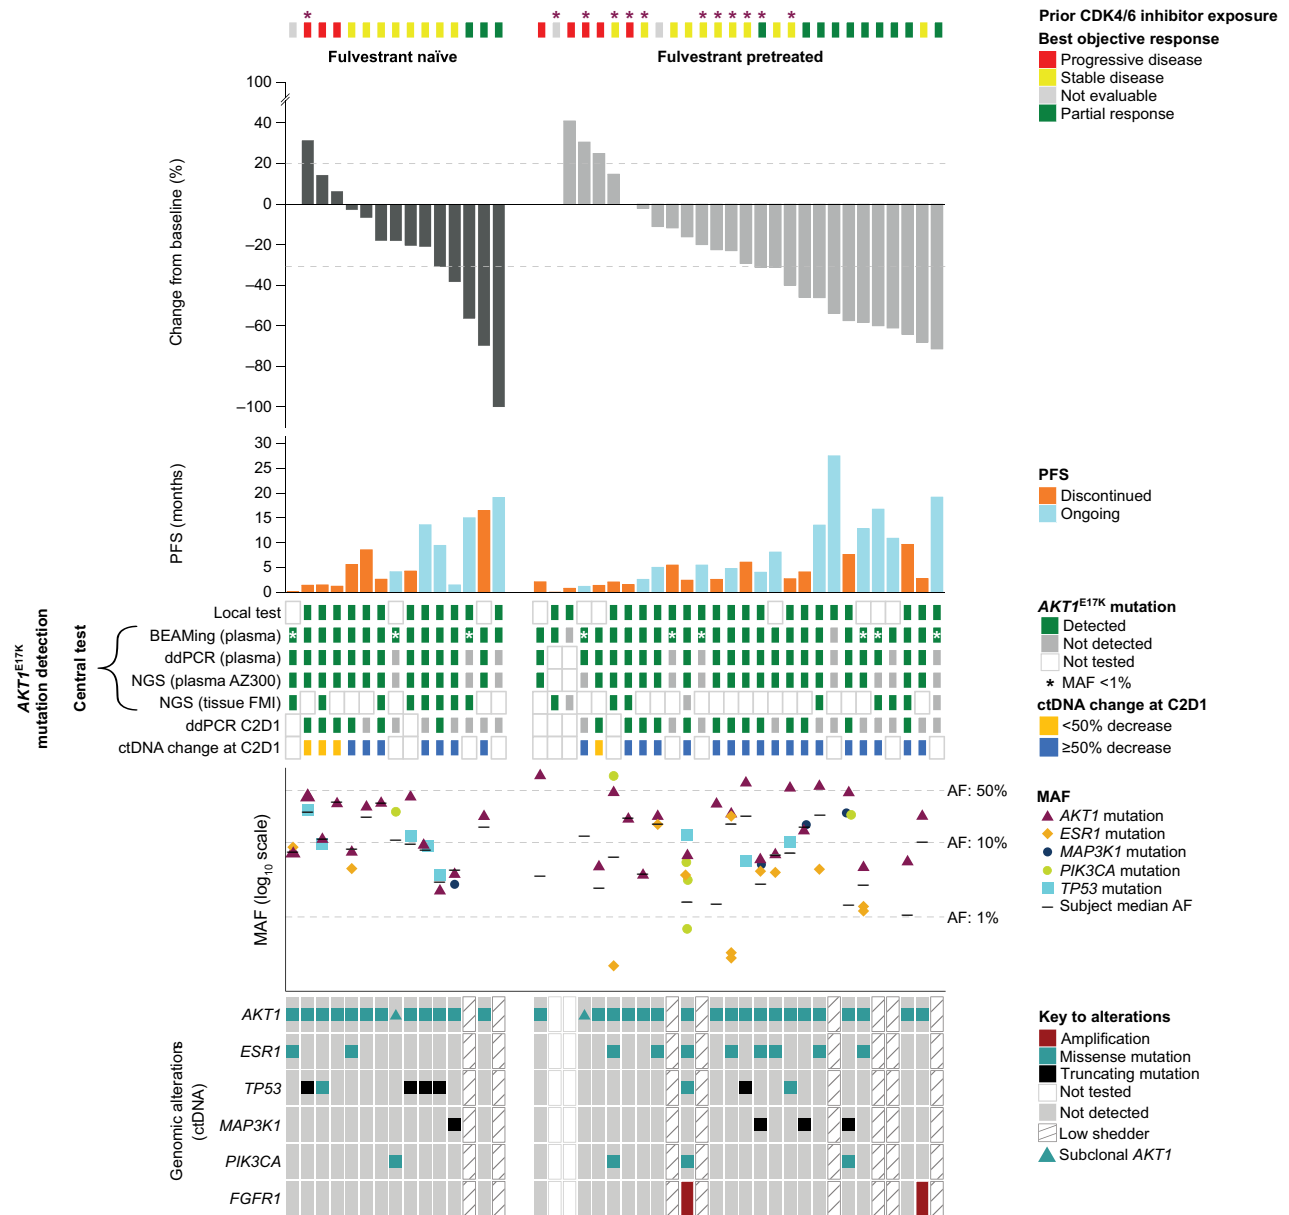 * * * * * * * * * * * *
Prior CDK4/6 inhibitor exposure
Best objective response
Progressive disease
Stable disease
Not evaluable
Partial response
Fulvestrant naïve
Fulvestrant pretreated
Change from baseline (%)
100
40
20
0
–20
–40
–60
–80
–100
PFS (months)
30
25
20
15
10
5
0
PFS
Discontinued
Ongoing
AKT1E17K
mutation detection
Central test
Local test
BEAMing (plasma)
ddPCR (plasma)
NGS (plasma AZ300)
NGS (tissue FMI)
ddPCR C2D1
ctDNA change at C2D1
* * * * * * * * *
AKT1E17K mutation
Detected
Not detected
Not tested
* MAF <1%
ctDNA change at C2D1
<50% decrease
≥50% decrease
MAF (log10 scale)
AF: 50%
AF: 10%
AF: 1%
MAF
AKT1 mutation
ESR1 mutation
MAP3K1 mutation
PIK3CA mutation
TP53 mutation
Subject median AF
Genomic alterations
(ctDNA)
AKT1
ESR1
TP53
MAP3K1
PIK3CA
FGFR1
Key to alterations
Amplification
Missense mutation
Truncating mutation
Not tested
Not detected
Low shedder
Subclonal AKT1